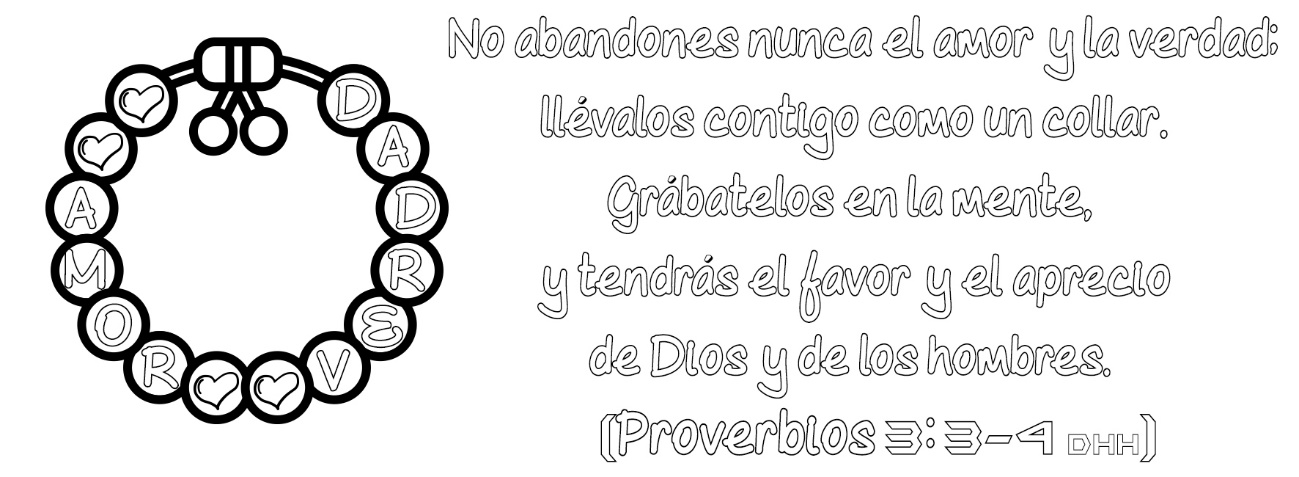 AMOR
VERDAD
No abandones nunca el amor y la verdad;
llévalos contigo como un collar.
Grábatelos en la mente,
y tendrás el favor y el aprecio
de Dios y de los hombres.
(Proverbios 3:3-4 DHH)